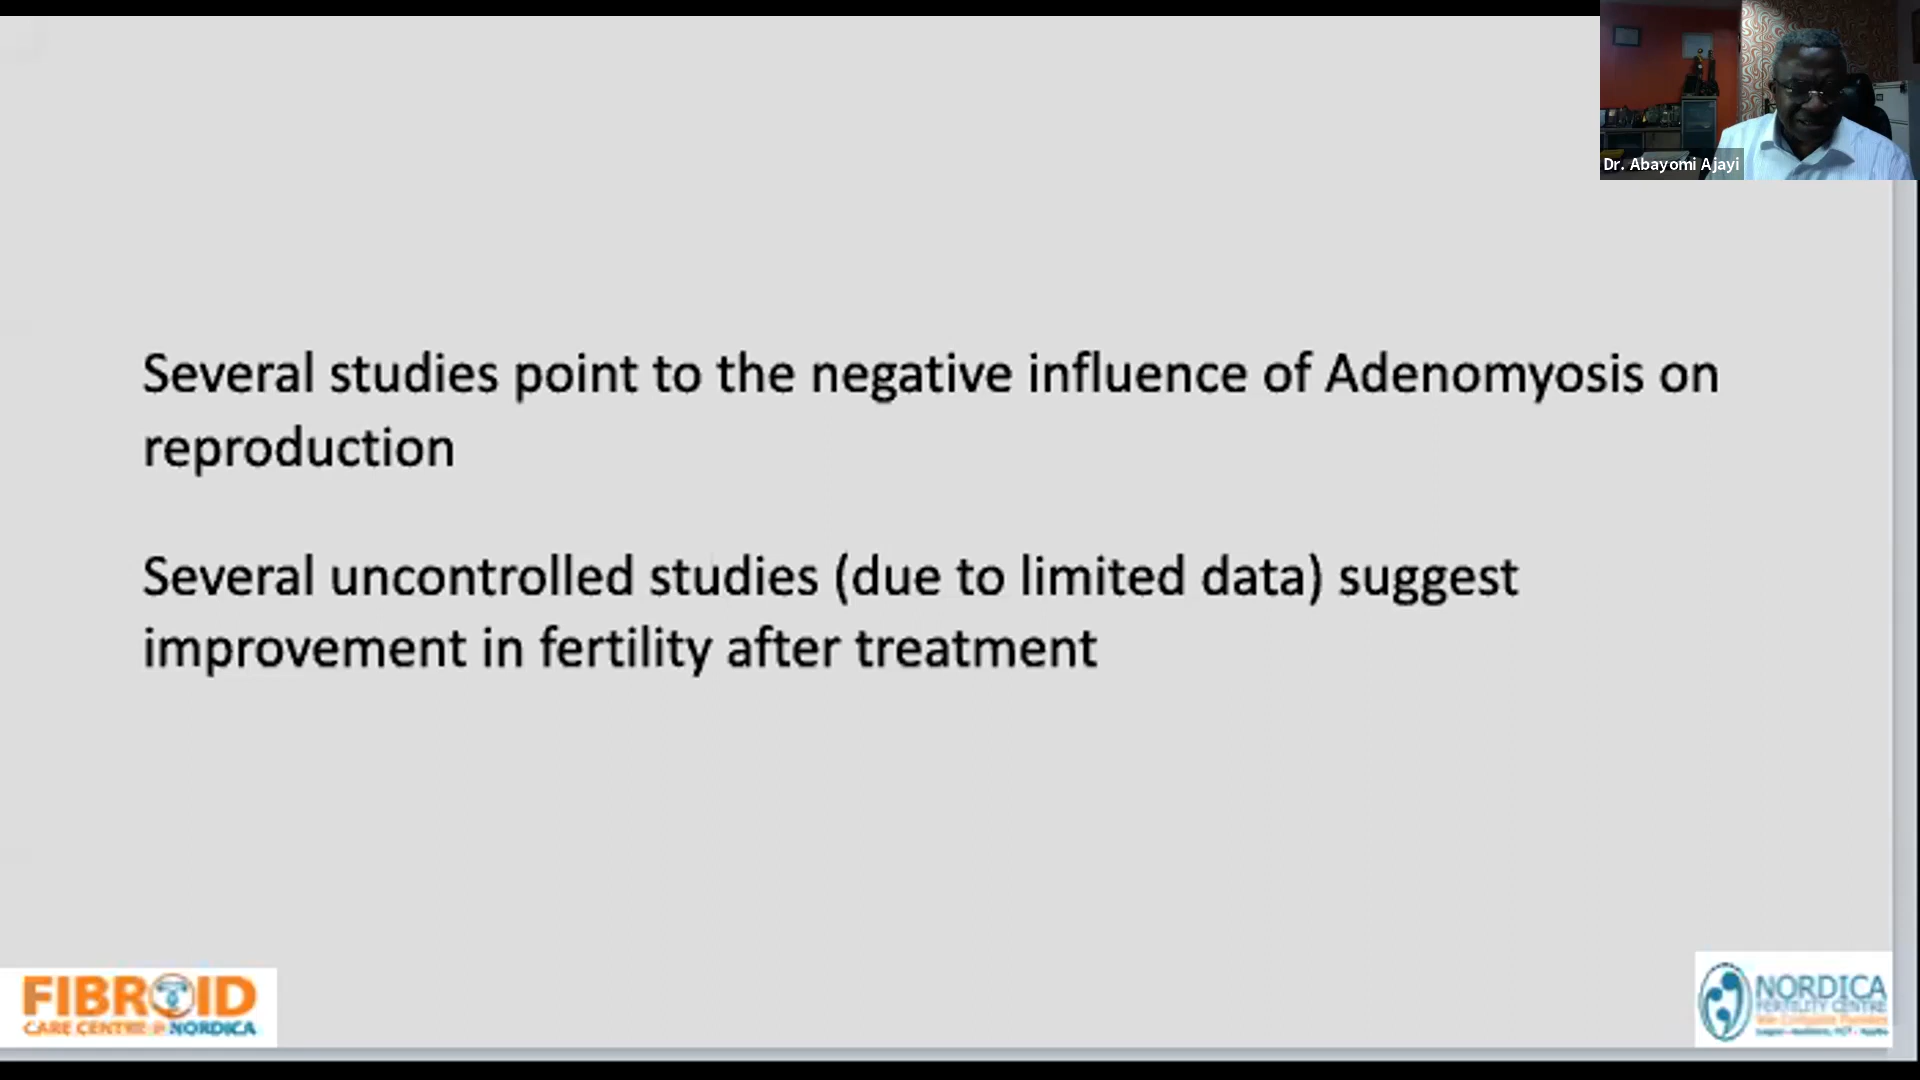 Dr. Abayomi Ajayi
Several studies point to the negative influence of Adenomyosis on
reproduction
Several uncontrolled studies (due to limited data) suggest
improvement in fertility after treatment
FIBROID
CARE CENTRE @ NORDICA
NORDICA
FERTILITY CENTRE